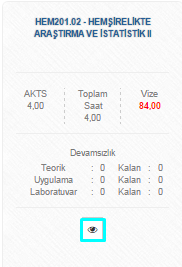 HEM201.02 - HEMŞİRELİKTE
ARAŞTIRMA VE İSTATİSTİK II
AKTS
4,00
Toplam
Saat
4,00
Vize
84,00
Devamsızlık
Teorik : 0 Kalan : 0
Uygulama : 0 Kalan : 0
Laboratuvar : 0 Kalan : 0